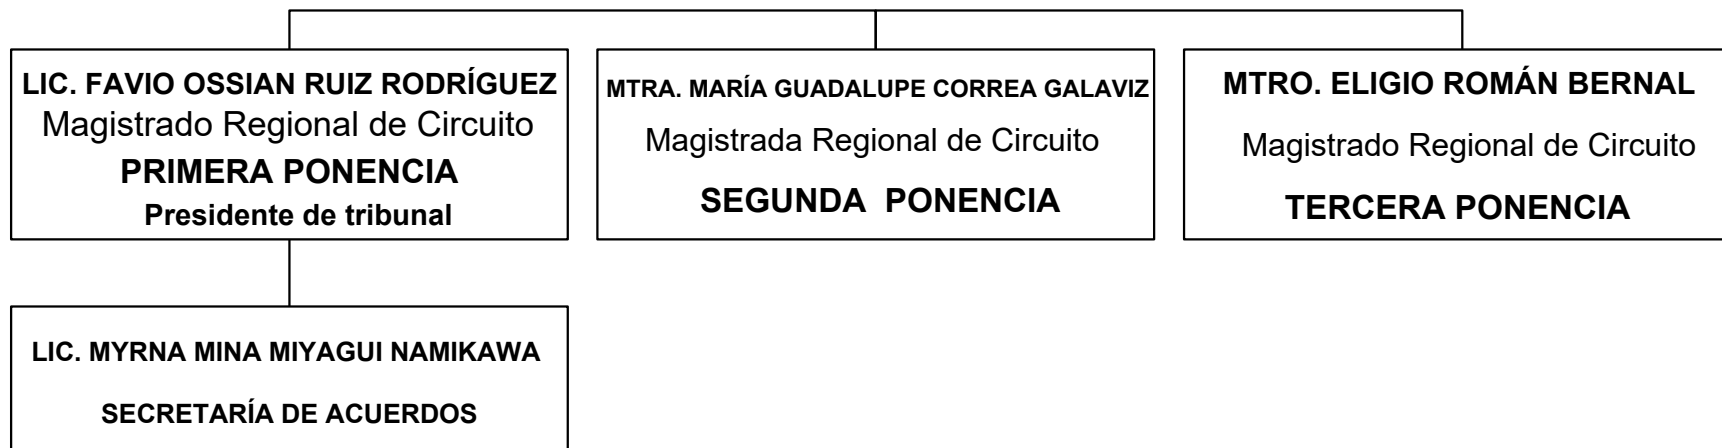 LIC. FAVIO OSSIAN RUIZ RODRÍGUEZ
Magistrado Regional de Circuito
PRIMERA PONENCIA
Presidente de tribunal
MTRA. MARÍA GUADALUPE CORREA GALAVIZ
Magistrada Regional de Circuito
SEGUNDA PONENCIA
MTRO. ELIGIO ROMÁN BERNAL
Magistrado Regional de Circuito
TERCERA PONENCIA
LIC. MYRNA MINA MIYAGUI NAMIKAWA
SECRETARÍA DE ACUERDOS